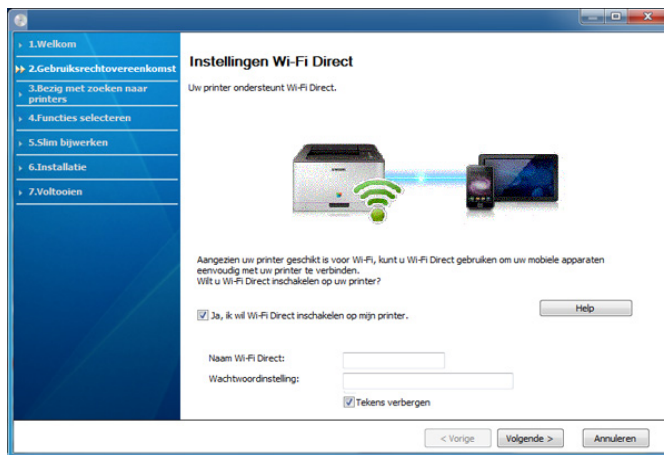 1.Welkom
2.Gebruiksrechtovereenkomst
3.Bezig met zoeken naar
printers
4.Functies selecteren
5.Slim bijwerken
6.Installatie
7.Voltooien
Instellingen Wi-Fi Direct
Uw printer ondersteunt Wi-Fi Direct.
SAMSUNG
Aangezien uw printer geschikt is voor Wi-Fi, kunt u Wi-Fi Direct gebruiken om uw mobiele apparaten
eenvoudig met uw printer te verbinden.
Wilt u Wi-Fi Direct inschakelen op uw printer?
Ja, ik wil Wi-Fi Direct inschakelen op mijn printer.
Help
Naam Wi-Fi Direct:
Wachtwoordinstelling:
Tekens verbergen
< Vorige
Volgende >
Annuleren